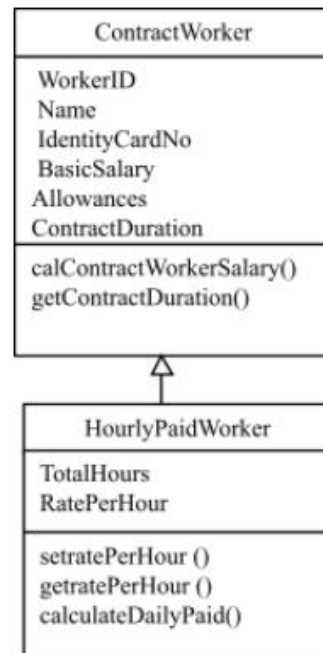 ContractWorker
WorkerID
Name
IdentityCardNo
BasicSalary
Allowances
ContractDuration
calContractWorkerSalary()
getContractDuration()
HourlyPaidWorker
TotalHours
RatePerHour
setratePerHour ()
getratePerHour ()
calculateDailyPaid()